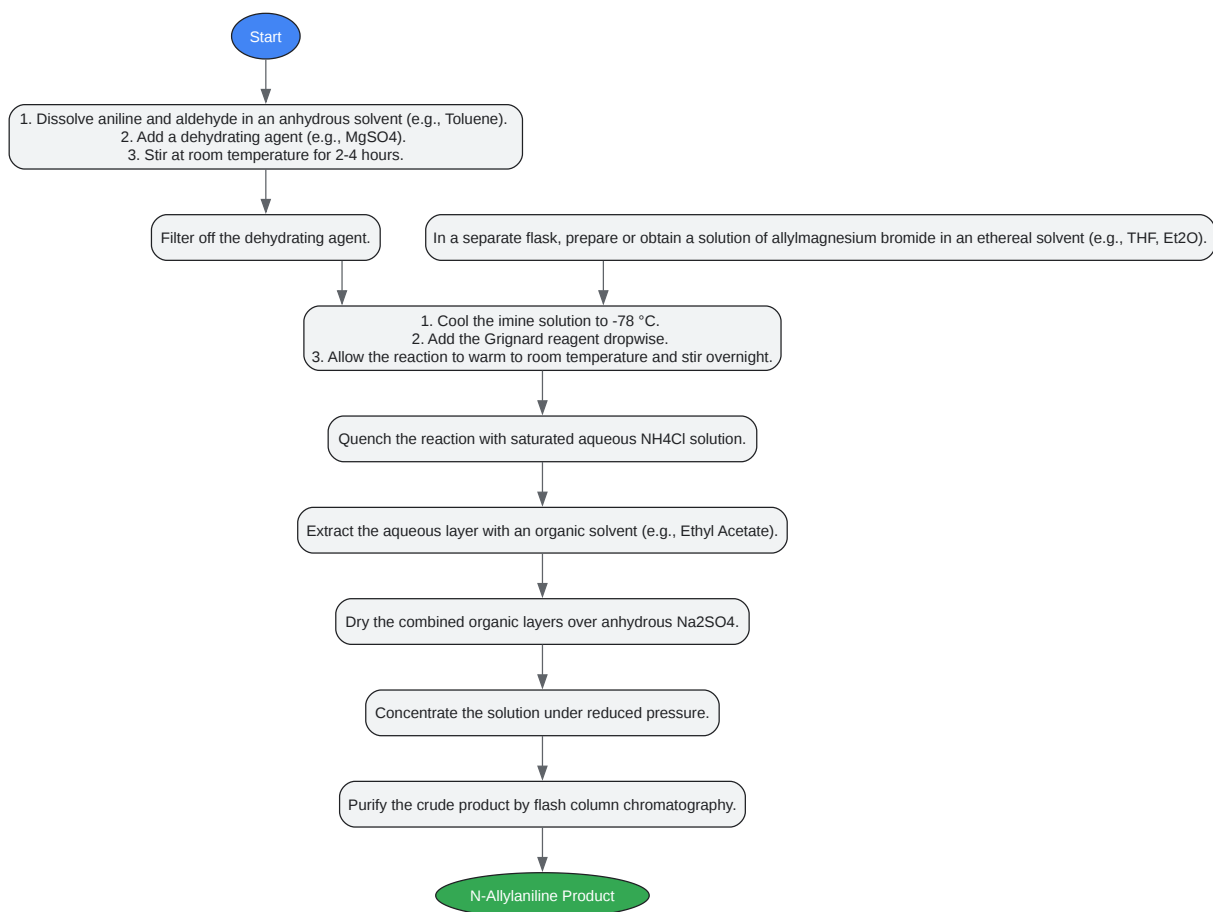 Start
1. Dissolve aniline and aldehyde in an anhydrous solvent (e.g., Toluene).
2. Add a dehydrating agent (e.g., MgSO4).
3. Stir at room temperature for 2-4 hours.
Filter off the dehydrating agent.
In a separate flask, prepare or obtain a solution of allylmagnesium bromide in an ethereal solvent (e.g., THF, Et2O).
1. Cool the imine solution to -78 °C.
2. Add the Grignard reagent dropwise.
3. Allow the reaction to warm to room temperature and stir overnight.
Quench the reaction with saturated aqueous NH4Cl solution.
Extract the aqueous layer with an organic solvent (e.g., Ethyl Acetate).
Dry the combined organic layers over anhydrous Na2SO4.
Concentrate the solution under reduced pressure.
Purify the crude product by flash column chromatography.
N-Allylaniline Product